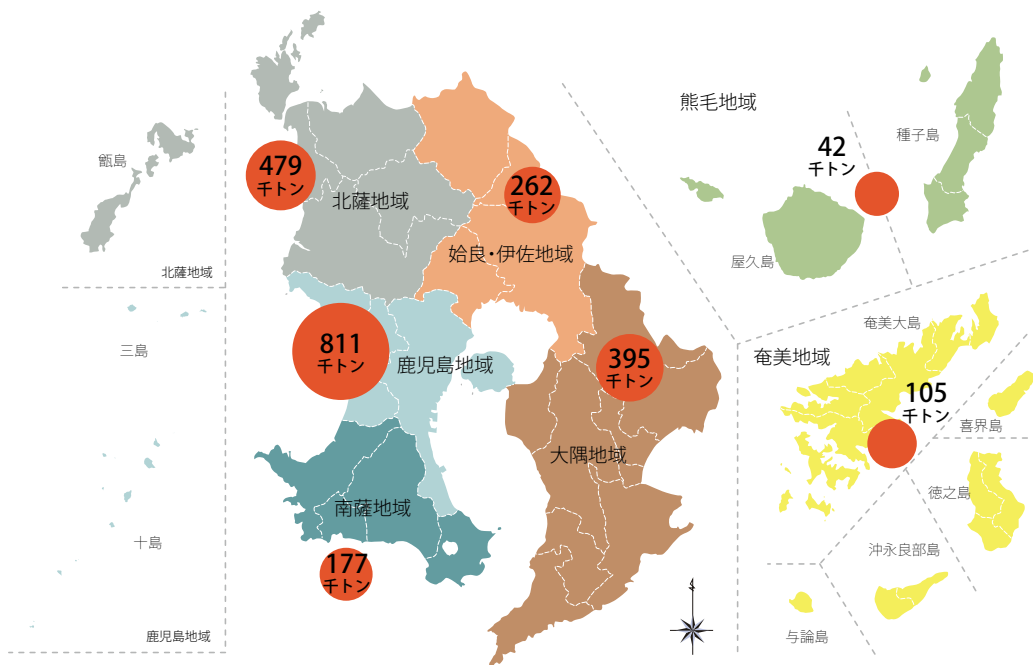 甑島
北薩地域
三島
十島
鹿児島地域
479
千トン
北薩地域
262
千トン
姶良・伊佐地域
811
千トン
鹿児島地域
395
千トン
大隅地域
南薩地域
177
千トン
熊毛地域
42
千トン
種子島
屋久島
奄美大島
奄美地域
105
千トン
喜界島
徳之島
沖永良部島
与論島